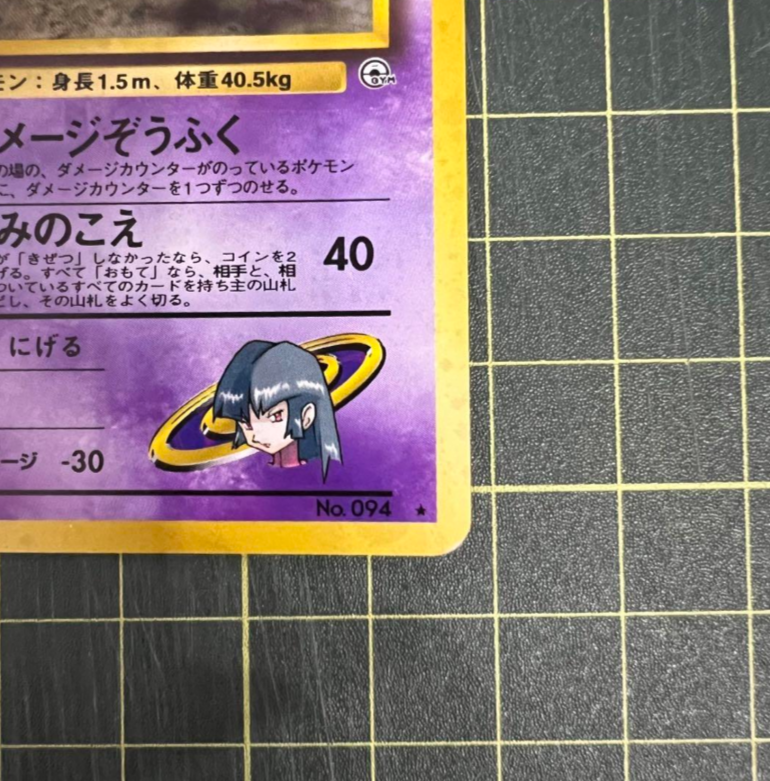 モン：身長1.5m、体重40.5kg
GYM
メージぞうふく
の場の、ダメージカウンターがのっているポケモン
に、ダメージカウンターを1つずつのせる。
みのこえ
40
が「きぜつ」しなかったなら、コインを2
げる。すべて「おもて」なら、相手と、相
ついているすべてのカードを持ち主の山札
どし、その山札をよく切る。
にげる
ージ -30
No. 094 ★